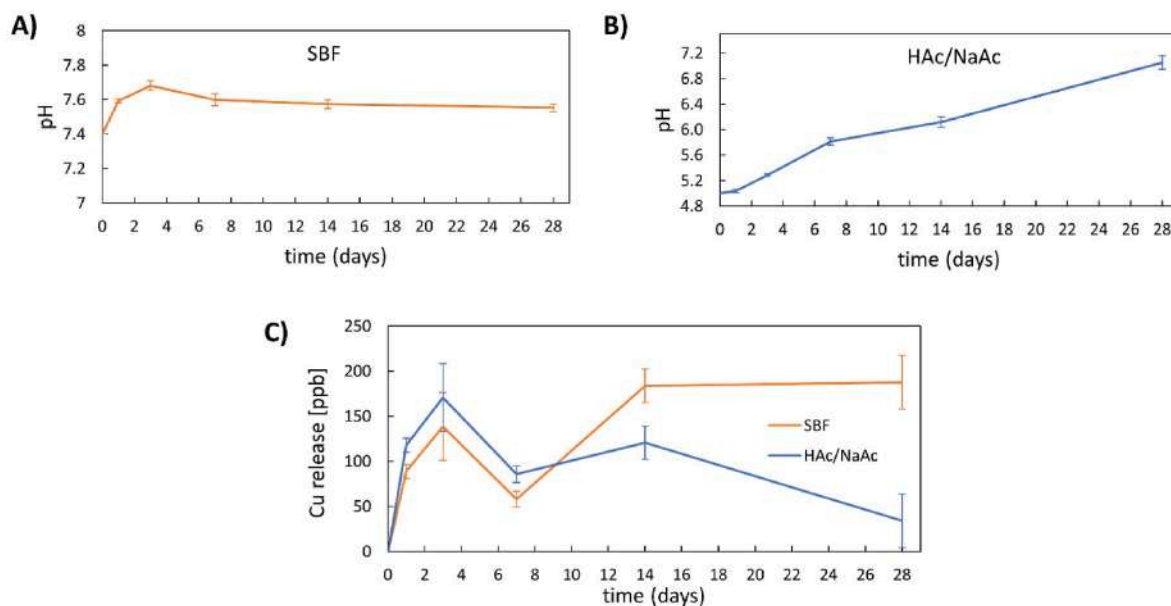 A)
SBF
pH
8
7.8
7.6
7.4
7.2
7
0 2 4 6 8 10 12 14 16 18 20 22 24 26 28
time (days)
B)
HAc/NaAc
pH
7.2
6.8
6.4
6.0
5.6
5.2
4.8
0 2 4 6 8 10 12 14 16 18 20 22 24 26 28
time (days)
C)
Cu release [ppb]
250
200
150
100
50
0
SBF
HAc/NaAc
0 2 4 6 8 10 12 14 16 18 20 22 24 26 28
time (days)